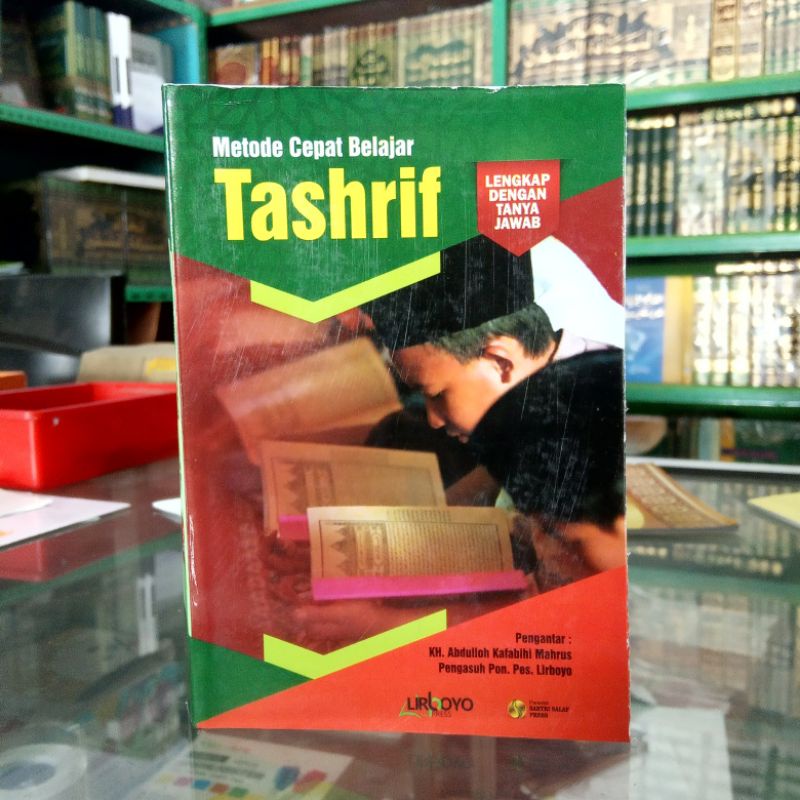 Metode Cepat Belajar
Tashrif
LENGKAP
DENGAN
TANYA
JAWAB
Pengantar :
KH. Abdulloh Kafabihi Mahrus
Pengasuh Pon. Pes. Lirboyo
LIRBOYO
PRESS
Penerbit
SANTRI SALAF
PRESS